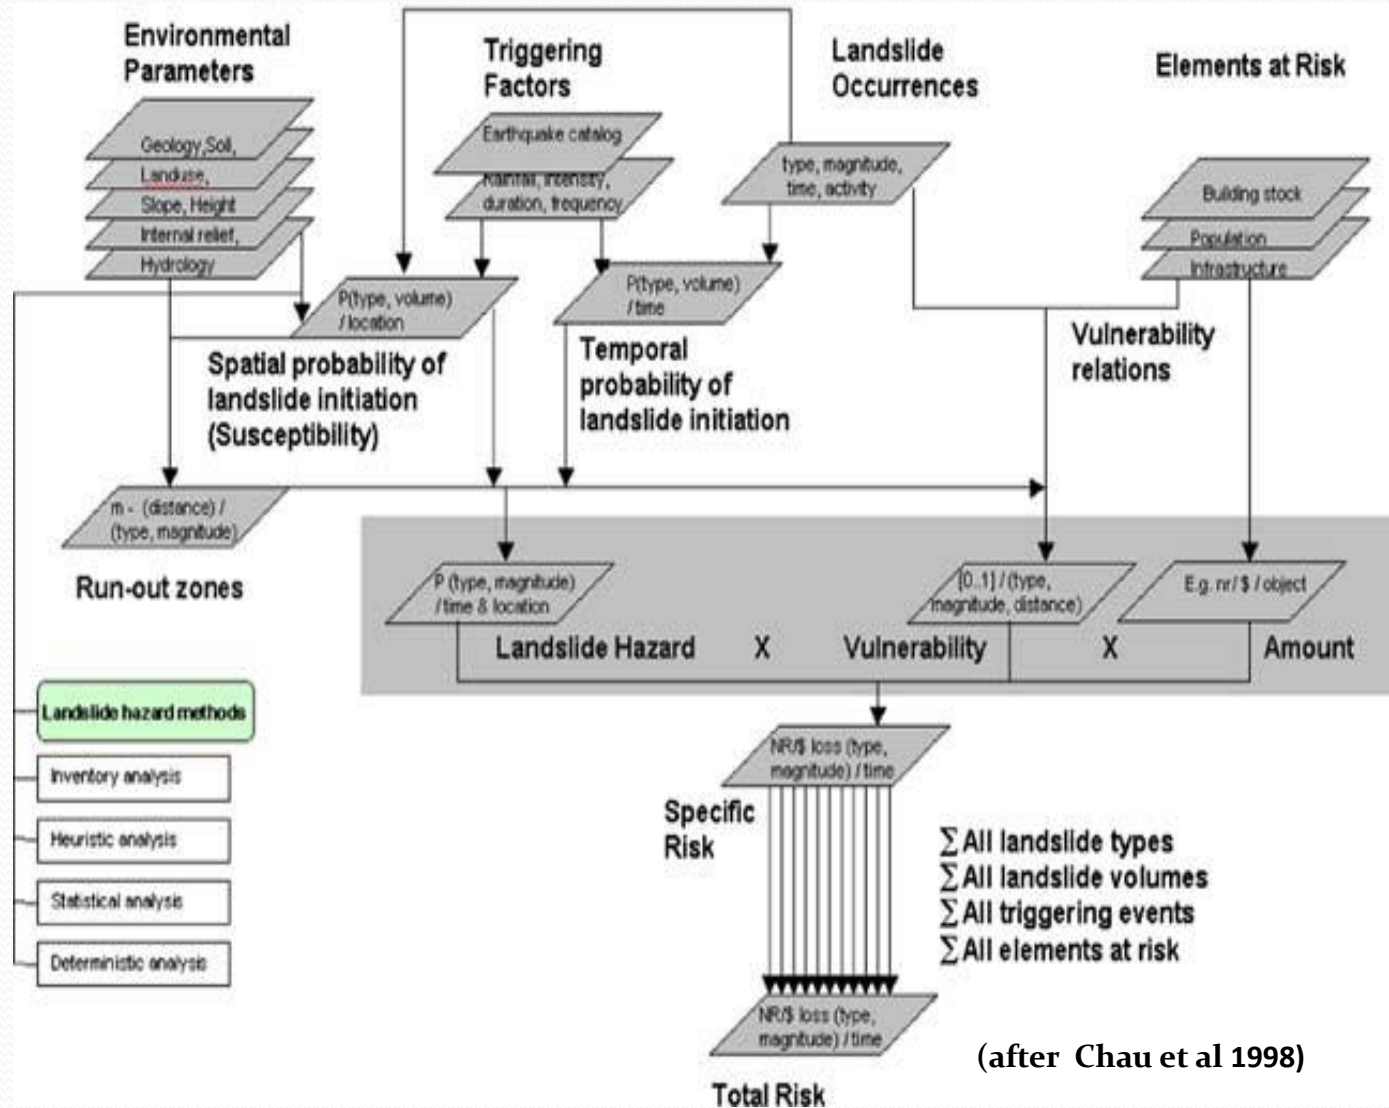 Environmental
Parameters
Geology,Soil,
Landuse,
Slope, Height
Internal relief,
Hydrology
Triggering
Factors
Earthquake catalog
Rainfall, intensity,
duration, frequency
Landslide
Occurrences
type, magnitude,
time, activity
Elements at Risk
Building stock
Population
Infrastructure
P(type, volume)
/ location
P(type, volume)
/ time
Spatial probability of
landslide initiation
(Susceptibility)
Temporal
probability of
landslide initiation
Vulnerability
relations
m - (distance) /
(type, magnitude)
Run-out zones
P (type, magnitude)
/ time & location
[0..1] / (type,
magnitude, distance)
E.g. nr / $ / object
Landslide Hazard X Vulnerability X Amount
Landslide hazard methods
Inventory analysis
Heuristic analysis
Statistical analysis
Deterministic analysis
NR/$ loss (type,
magnitude) / time
Specific
Risk
∑All landslide types
∑All landslide volumes
∑All triggering events
∑All elements at risk
NR/$ loss (type,
magnitude) / time
Total Risk
(after Chau et al 1998)